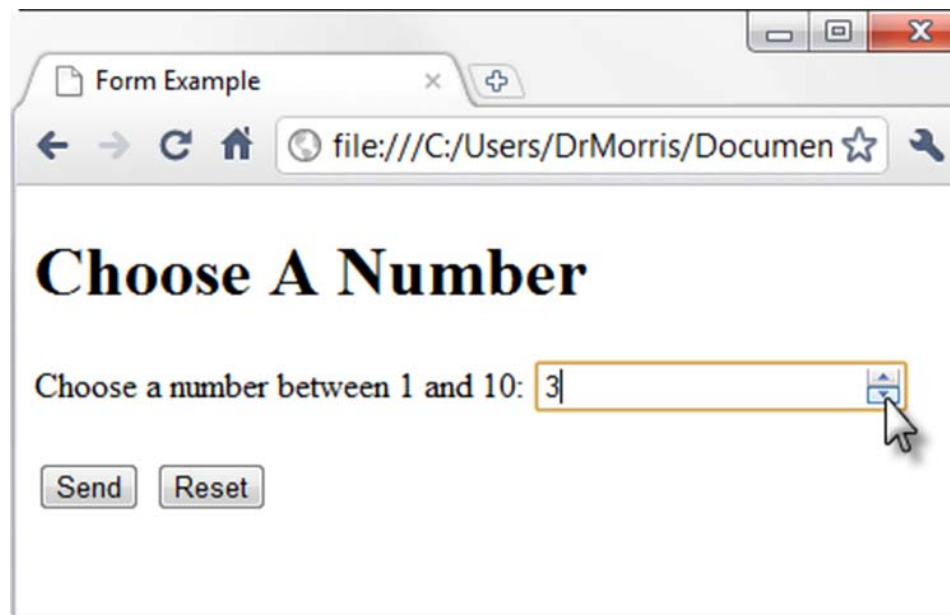 Form Example
file:///C:/Users/DrMorris/Documen
Choose A Number
Choose a number between 1 and 10: 3
Send Reset